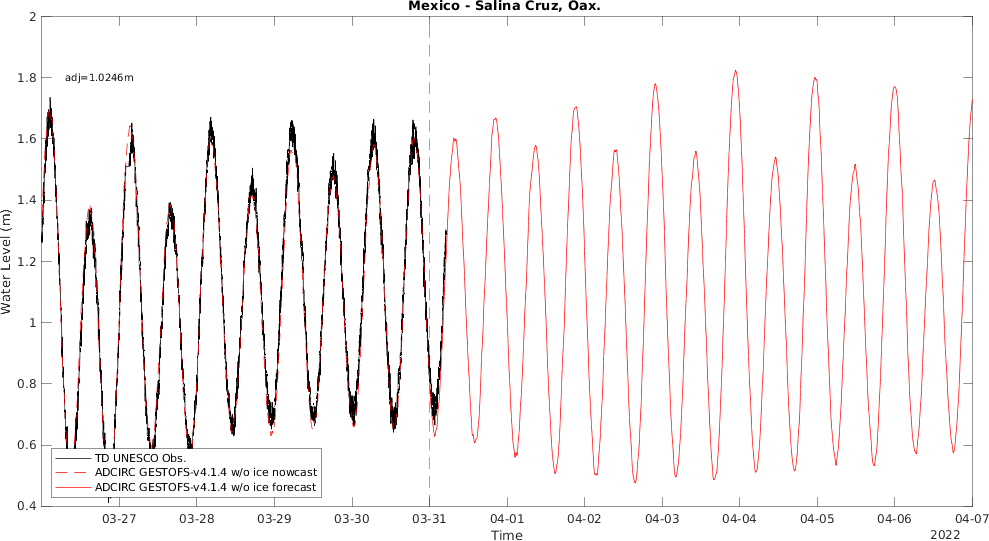 Mexico - Salina Cruz, Oax.
2
1.8
1.6
1.4
1.2
1
0.8
0.6
0.4
Water Level (m)
adj=1.0246m
TD UNESCO Obs.
ADCIRC GESTOFS-v4.1.4 w/o ice nowcast
ADCIRC GESTOFS-v4.1.4 w/o ice forecast
03-27 03-28 03-29 03-30 03-31 04-01 04-02 04-03 04-04 04-05 04-06 04-07
Time
2022